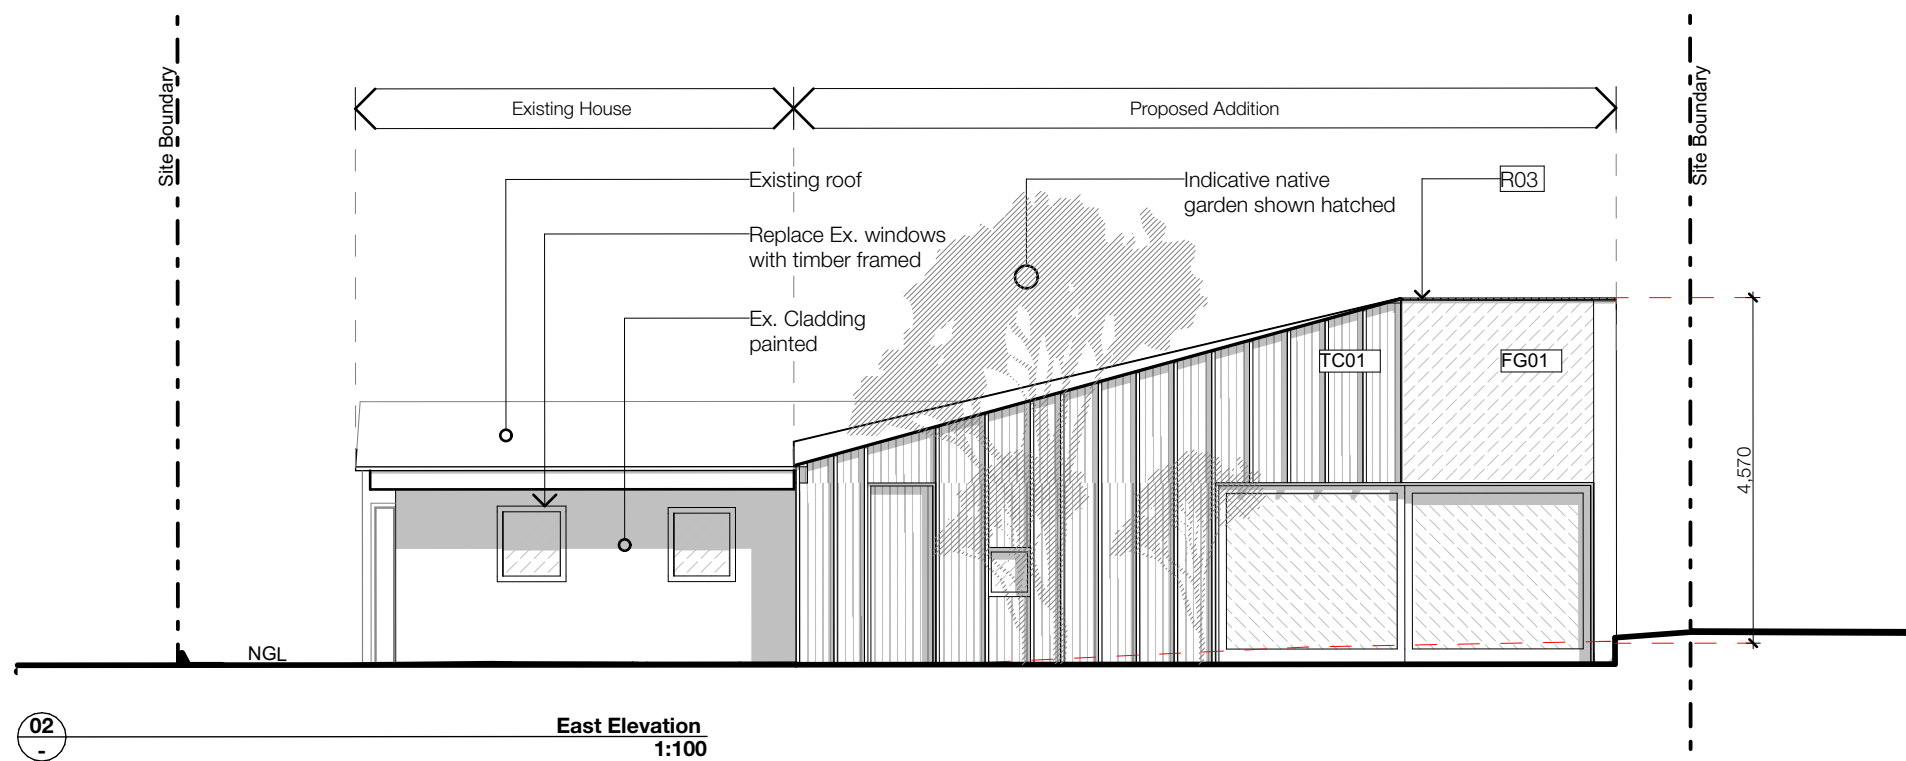 Site Boundary
Existing House
Proposed Addition
Site Boundary
Existing roof
Indicative native
garden shown hatched
R03
Replace Ex. windows
with timber framed
Ex. Cladding
painted
TC01
FG01
4,570
NGL
02
-
East Elevation
1:100